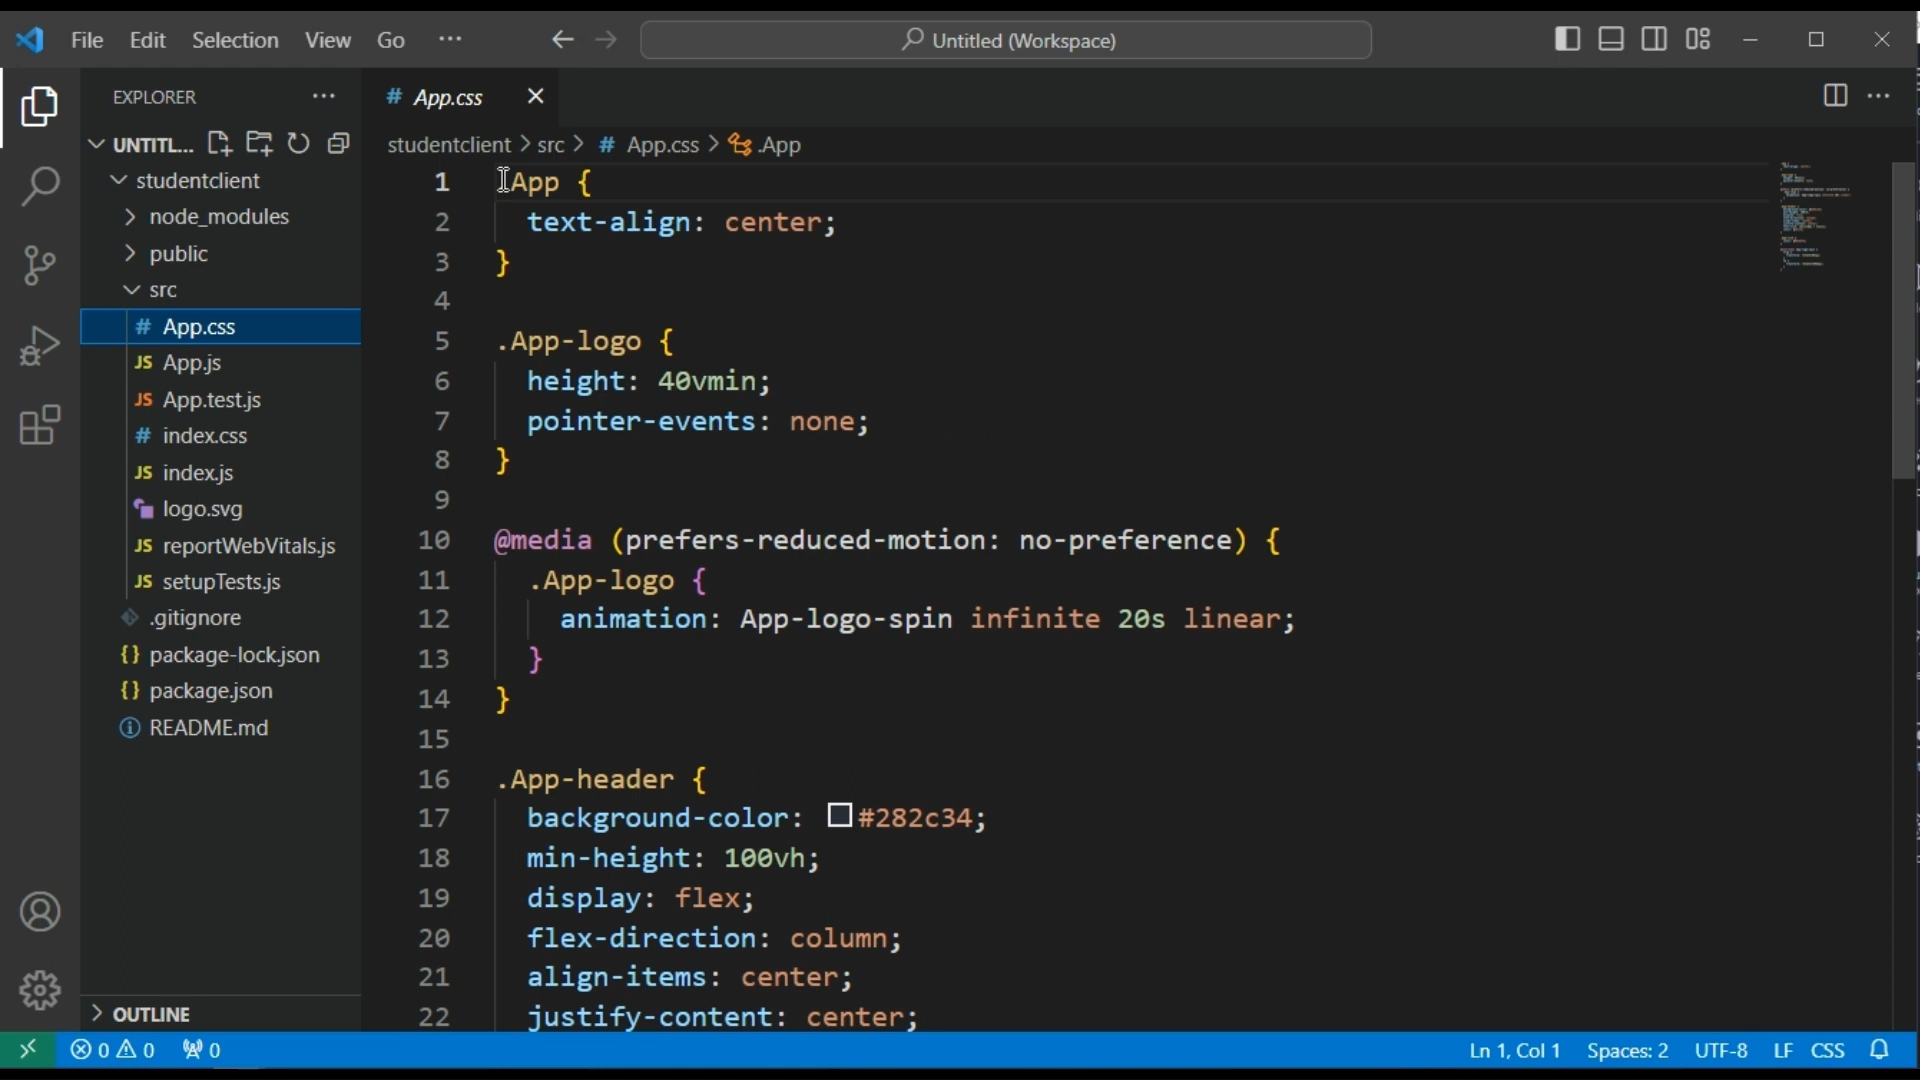 File Edit Selection View Go ··· Untitled (Workspace)
EXPLORER ···
UNTITL...
studentclient
node_modules
public
src
# App.css
JS App.js
JS App.test.js
# index.css
JS index.js
logo.svg
JS reportWebVitals.js
JS setupTests.js
.gitignore
{} package-lock.json
{} package.json
README.md
OUTLINE
# App.css
studentclient > src > # App.css > .App
1 .App {
2 text-align: center;
3 }
4
5 .App-logo {
6 height: 40vmin;
7 pointer-events: none;
8 }
9
10 @media (prefers-reduced-motion: no-preference) {
11 .App-logo {
12 animation: App-logo-spin infinite 20s linear;
13 }
14 }
15
16 .App-header {
17 background-color: #282c34;
18 min-height: 100vh;
19 display: flex;
20 flex-direction: column;
21 align-items: center;
22 justify-content: center;
0 0 0 Ln 1, Col 1 Spaces: 2 UTF-8 LF CSS